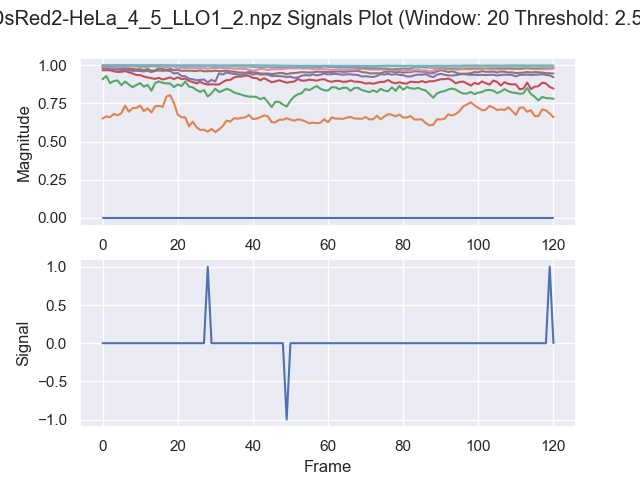 DsRed2-HeLa_4_5_LLO1_2.npz Signals Plot (Window: 20 Threshold: 2.5
1.00
0.75
0.50
0.25
0.00
Magnitude
0 20 40 60 80 100 120
1.0
0.5
0.0
−0.5
−1.0
Signal
0 20 40 60 80 100 120
Frame